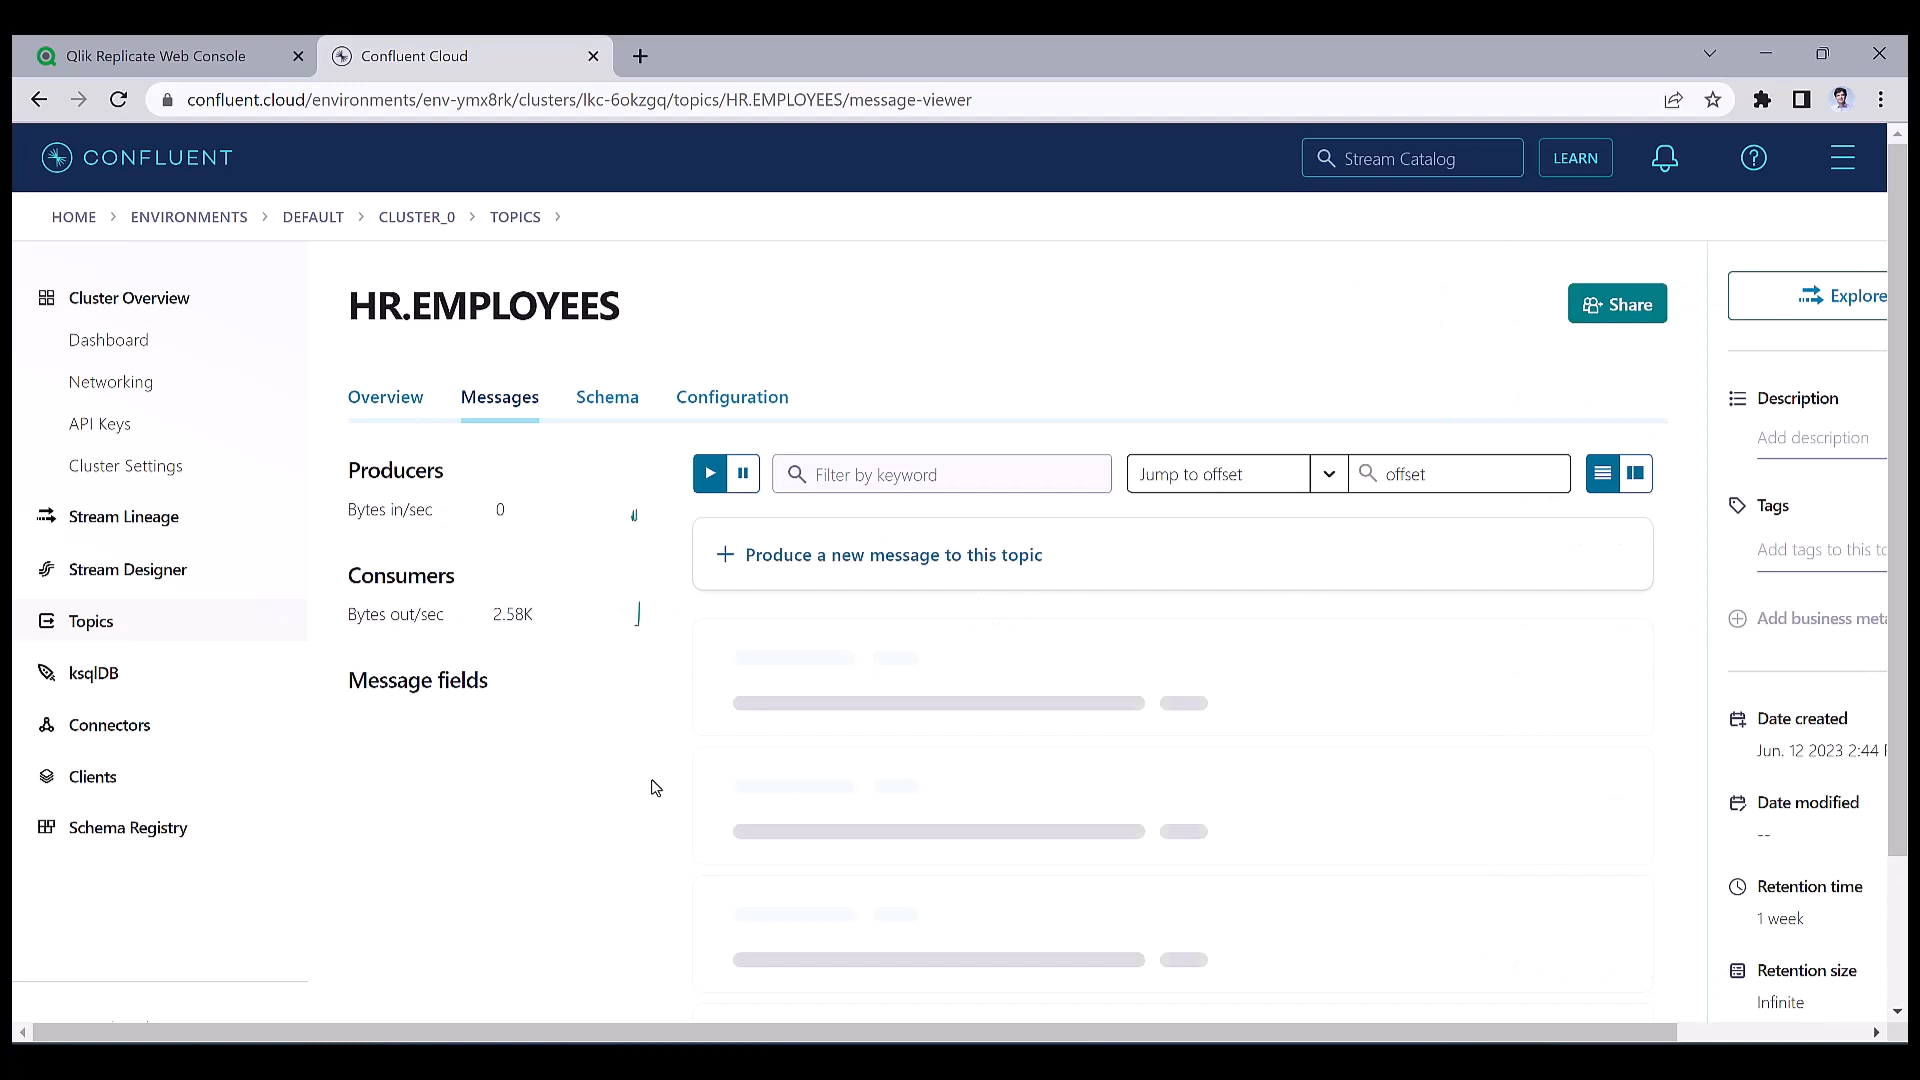 Qlik Replicate Web Console
Confluent Cloud
confluent.cloud/environments/env-ymx8rk/clusters/lkc-6okzgq/topics/HR.EMPLOYEES/message-viewer
CONFLUENT
Stream Catalog
LEARN
HOME > ENVIRONMENTS > DEFAULT > CLUSTER_0 > TOPICS >
Cluster Overview
Dashboard
Networking
API Keys
Cluster Settings
Stream Lineage
Stream Designer
Topics
ksqlDB
Connectors
Clients
Schema Registry
HR.EMPLOYEES
Share
Overview Messages Schema Configuration
Producers
Bytes in/sec 0
Consumers
Bytes out/sec 2.58K
Message fields
Filter by keyword
Jump to offset
offset
+ Produce a new message to this topic
Explore
Description
Add description
Tags
Add tags to this
Add business
Date created
Jun. 12 2023 2:44
Date modified
--
Retention time
1 week
Retention size
Infinite